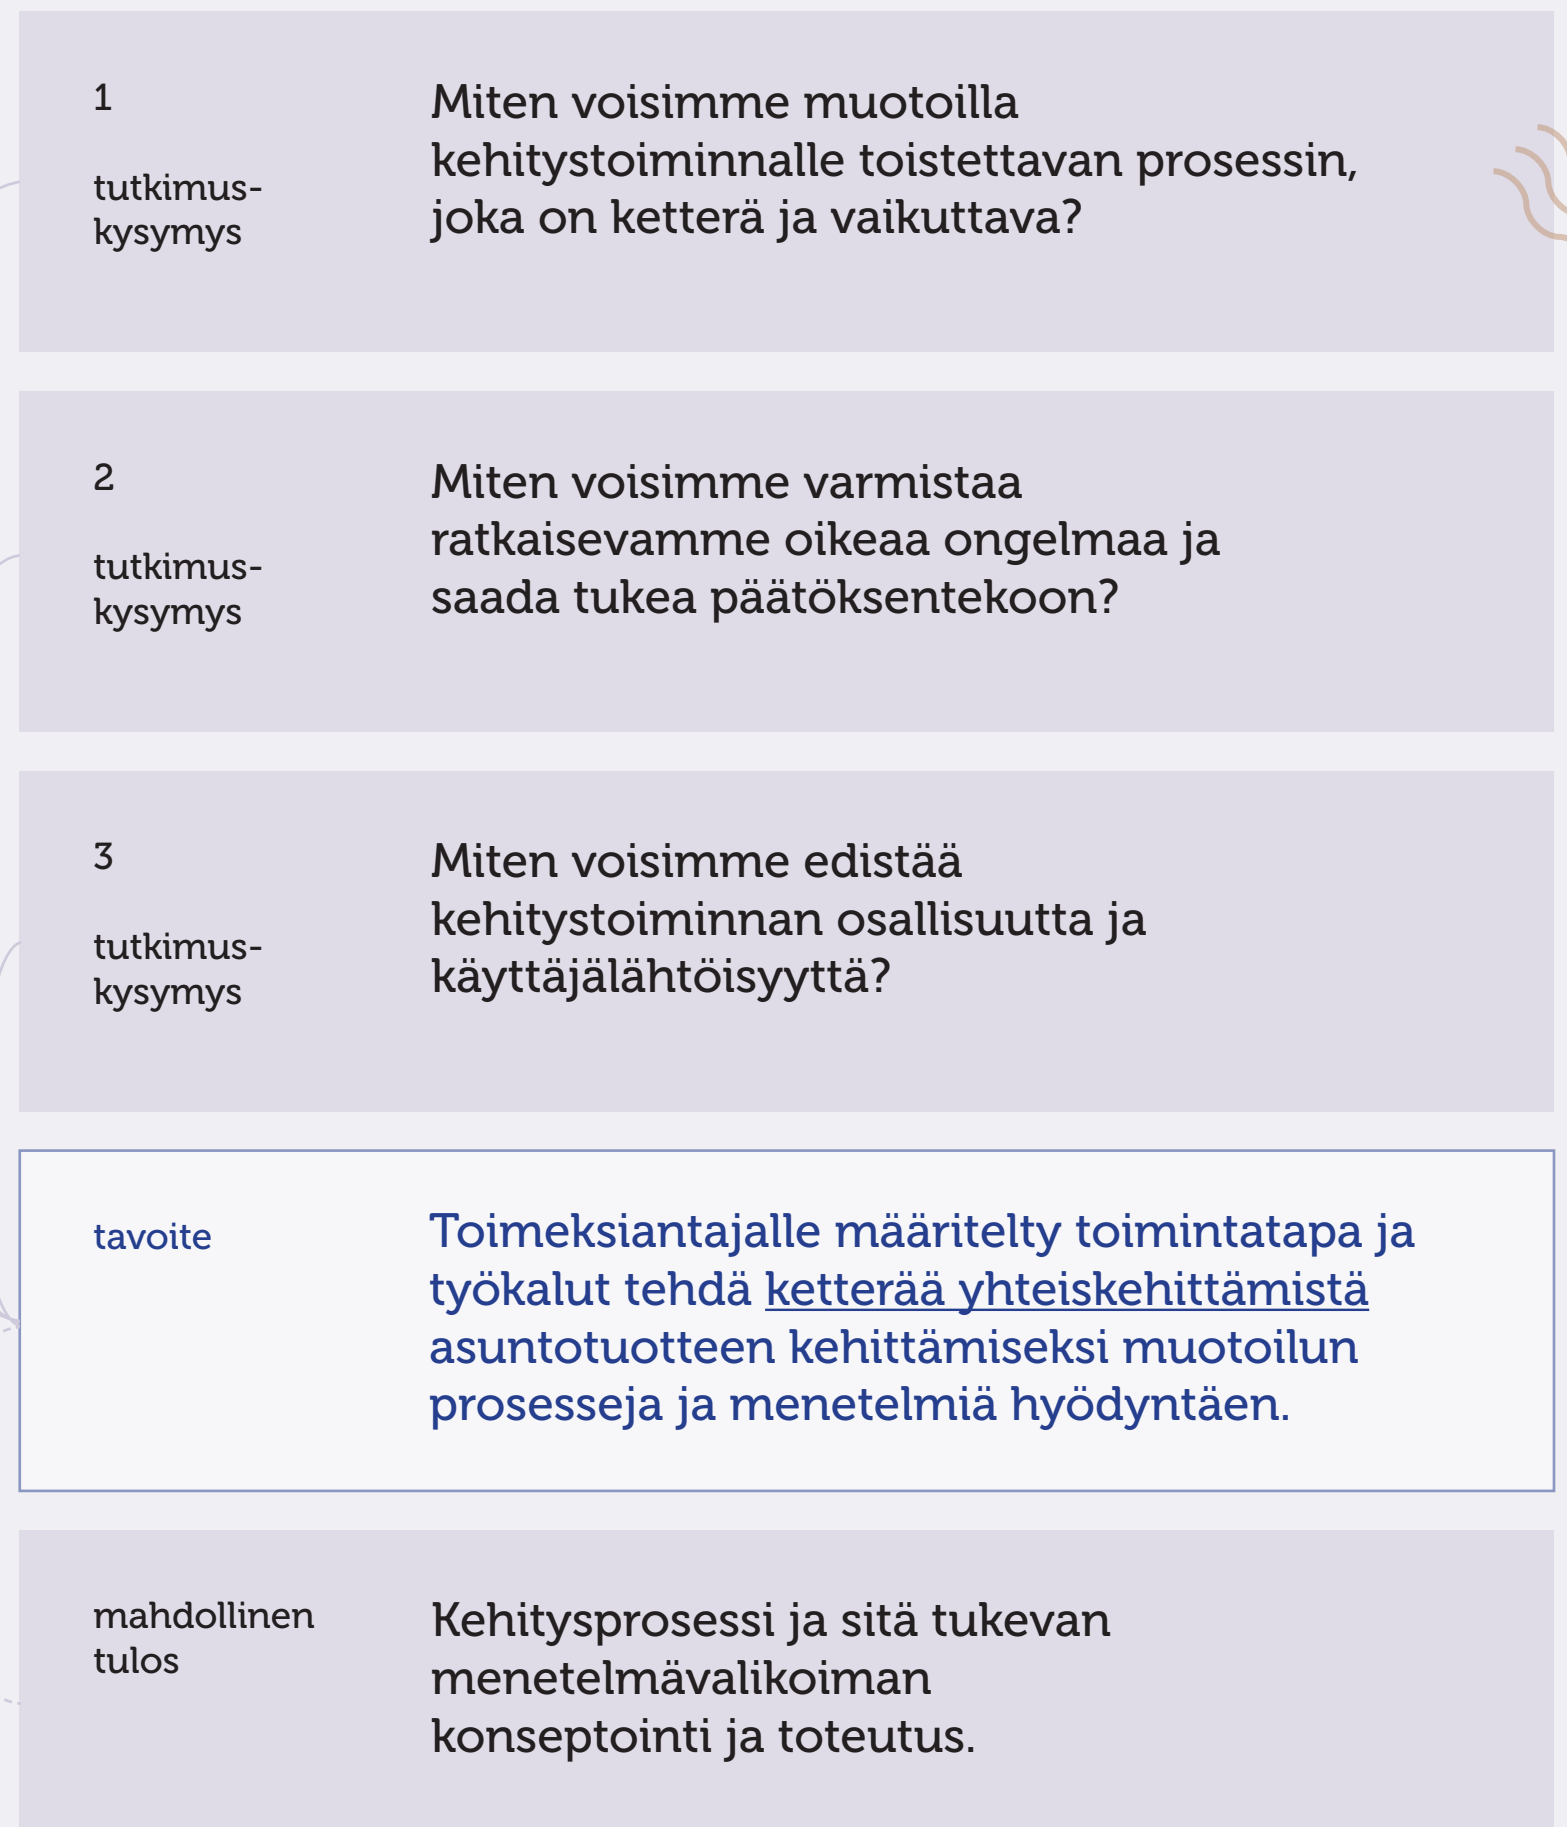 1
tutkimus-
kysymys
Miten voisimme muotoilla
kehitystoiminnalle toistettavan prosessin,
joka on ketterä ja vaikuttava?
2
tutkimus-
kysymys
Miten voisimme varmistaa
ratkaisevamme oikeaa ongelmaa ja
saada tukea päätöksentekoon?
3
tutkimus-
kysymys
Miten voisimme edistää
kehitystoiminnan osallisuutta ja
käyttäjälähtöisyyttä?
tavoite
Toimeksiantajalle määritelty toimintatapa ja
työkalut tehdä ketterää yhteiskehittämistä
asuntotuotteen kehittämiseksi muotoilun
prosesseja ja menetelmiä hyödyntäen.
mahdollinen
tulos
Kehitysprosessi ja sitä tukevan
menetelmävalikoiman
konseptointi ja toteutus.